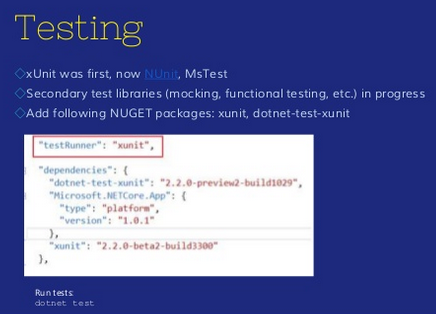 Testing
xUnit was first, now NUnit, MsTest
Secondary test libraries (mocking, functional testing, etc.) in progress
Add following NUGET packages: xunit, dotnet-test-xunit
"testRunner": "xunit",
"dependencies": {
"dotnet-test-xunit": "2.2.0-preview2-build1029",
"Microsoft.NETCore.App": {
"type": "platform",
"version": "1.0.1"
},
"xunit": "2.2.0-beta2-build3300"
},
Run tests:
dotnet test